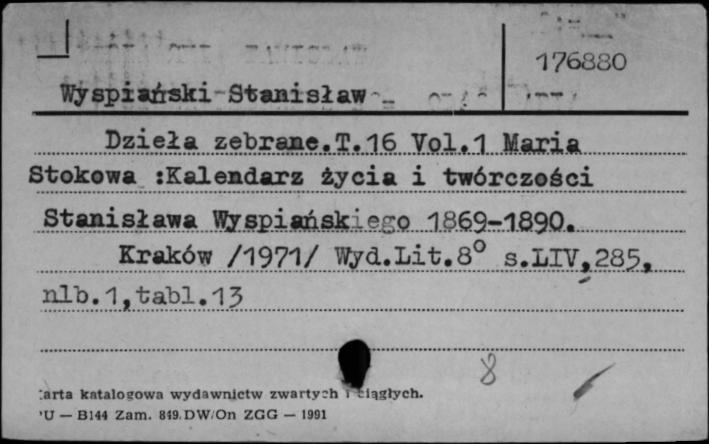 176880
Wyspiański Stanisław
Dzieła zebrane.T.16 Vol.1 Maria
Stokowa :Kalendarz życia i twórczości
Stanisława Wyspiańskiego 1869-1890.
Kraków /1971/ Wyd.Lit.8° s.LIV,285,
nlb.1,tabl.13
8
arta katalogowa wydawnictw zwartych i ciągłych.
PU — B144 Zam. 849.DW/On ZGG — 1991